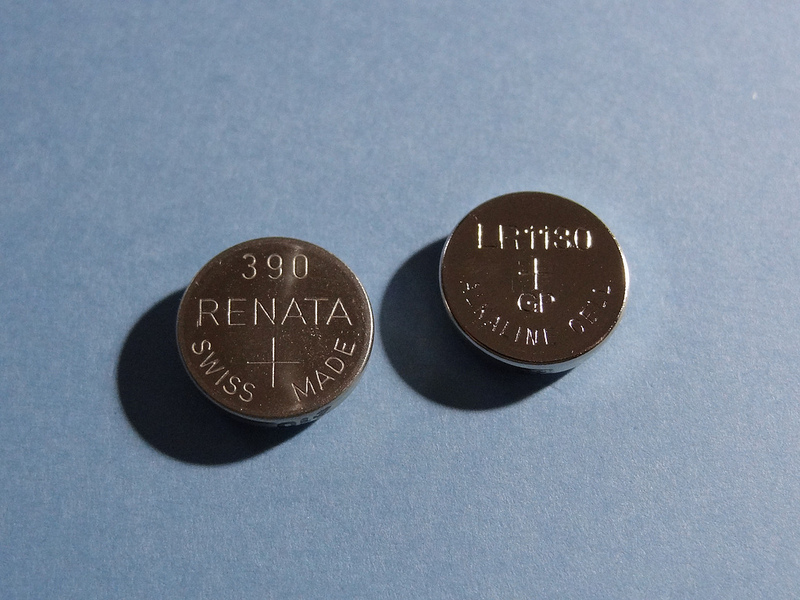 390
RENATA
+
SWISS MADE
LR1130
+
GP
ALKALINE CELL